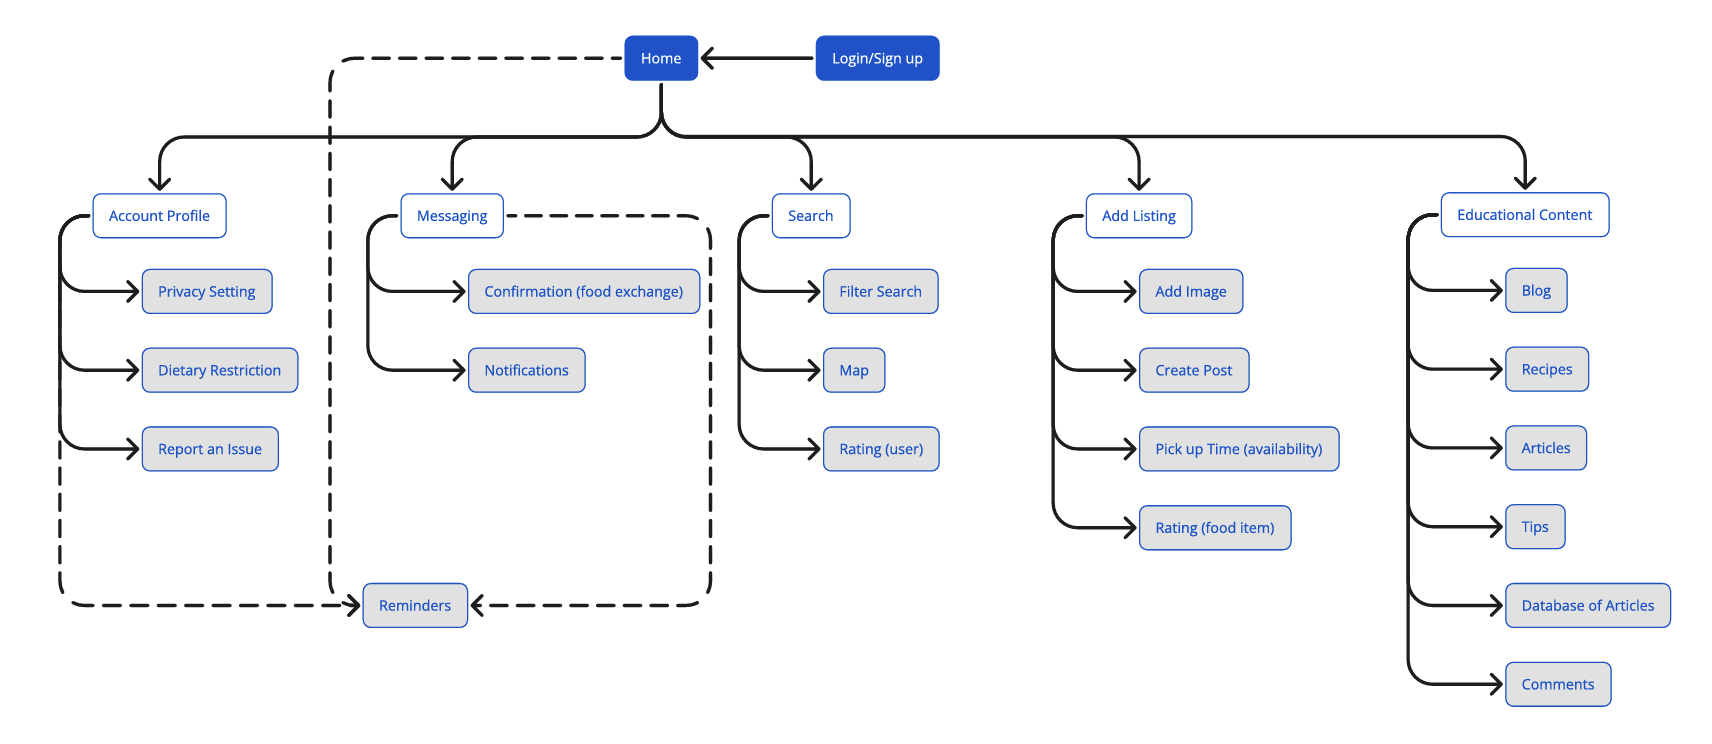 Home
Login/Sign up
Account Profile
Privacy Setting
Dietary Restriction
Report an Issue
Messaging
Confirmation (food exchange)
Notifications
Reminders
Search
Filter Search
Map
Rating (user)
Add Listing
Add Image
Create Post
Pick up Time (availability)
Rating (food item)
Educational Content
Blog
Recipes
Articles
Tips
Database of Articles
Comments